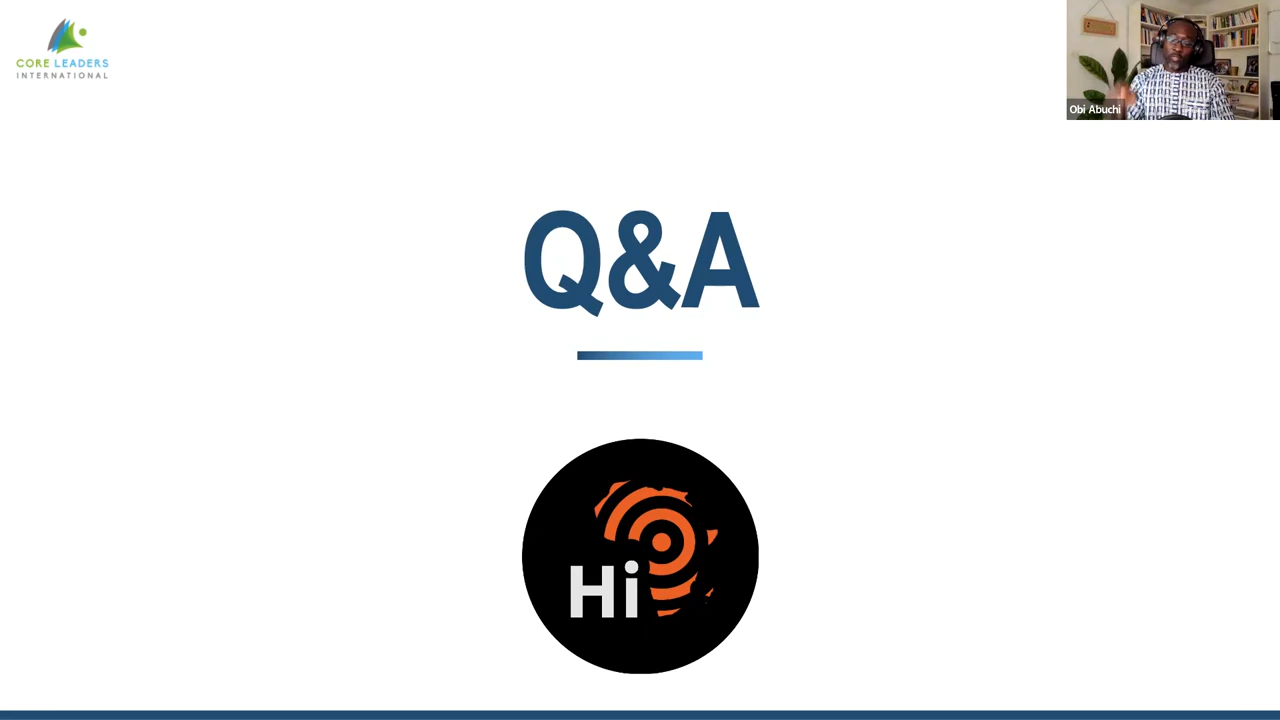 CORE LEADERS
INTERNATIONAL
Obi Abuchi
Q&A
Hi